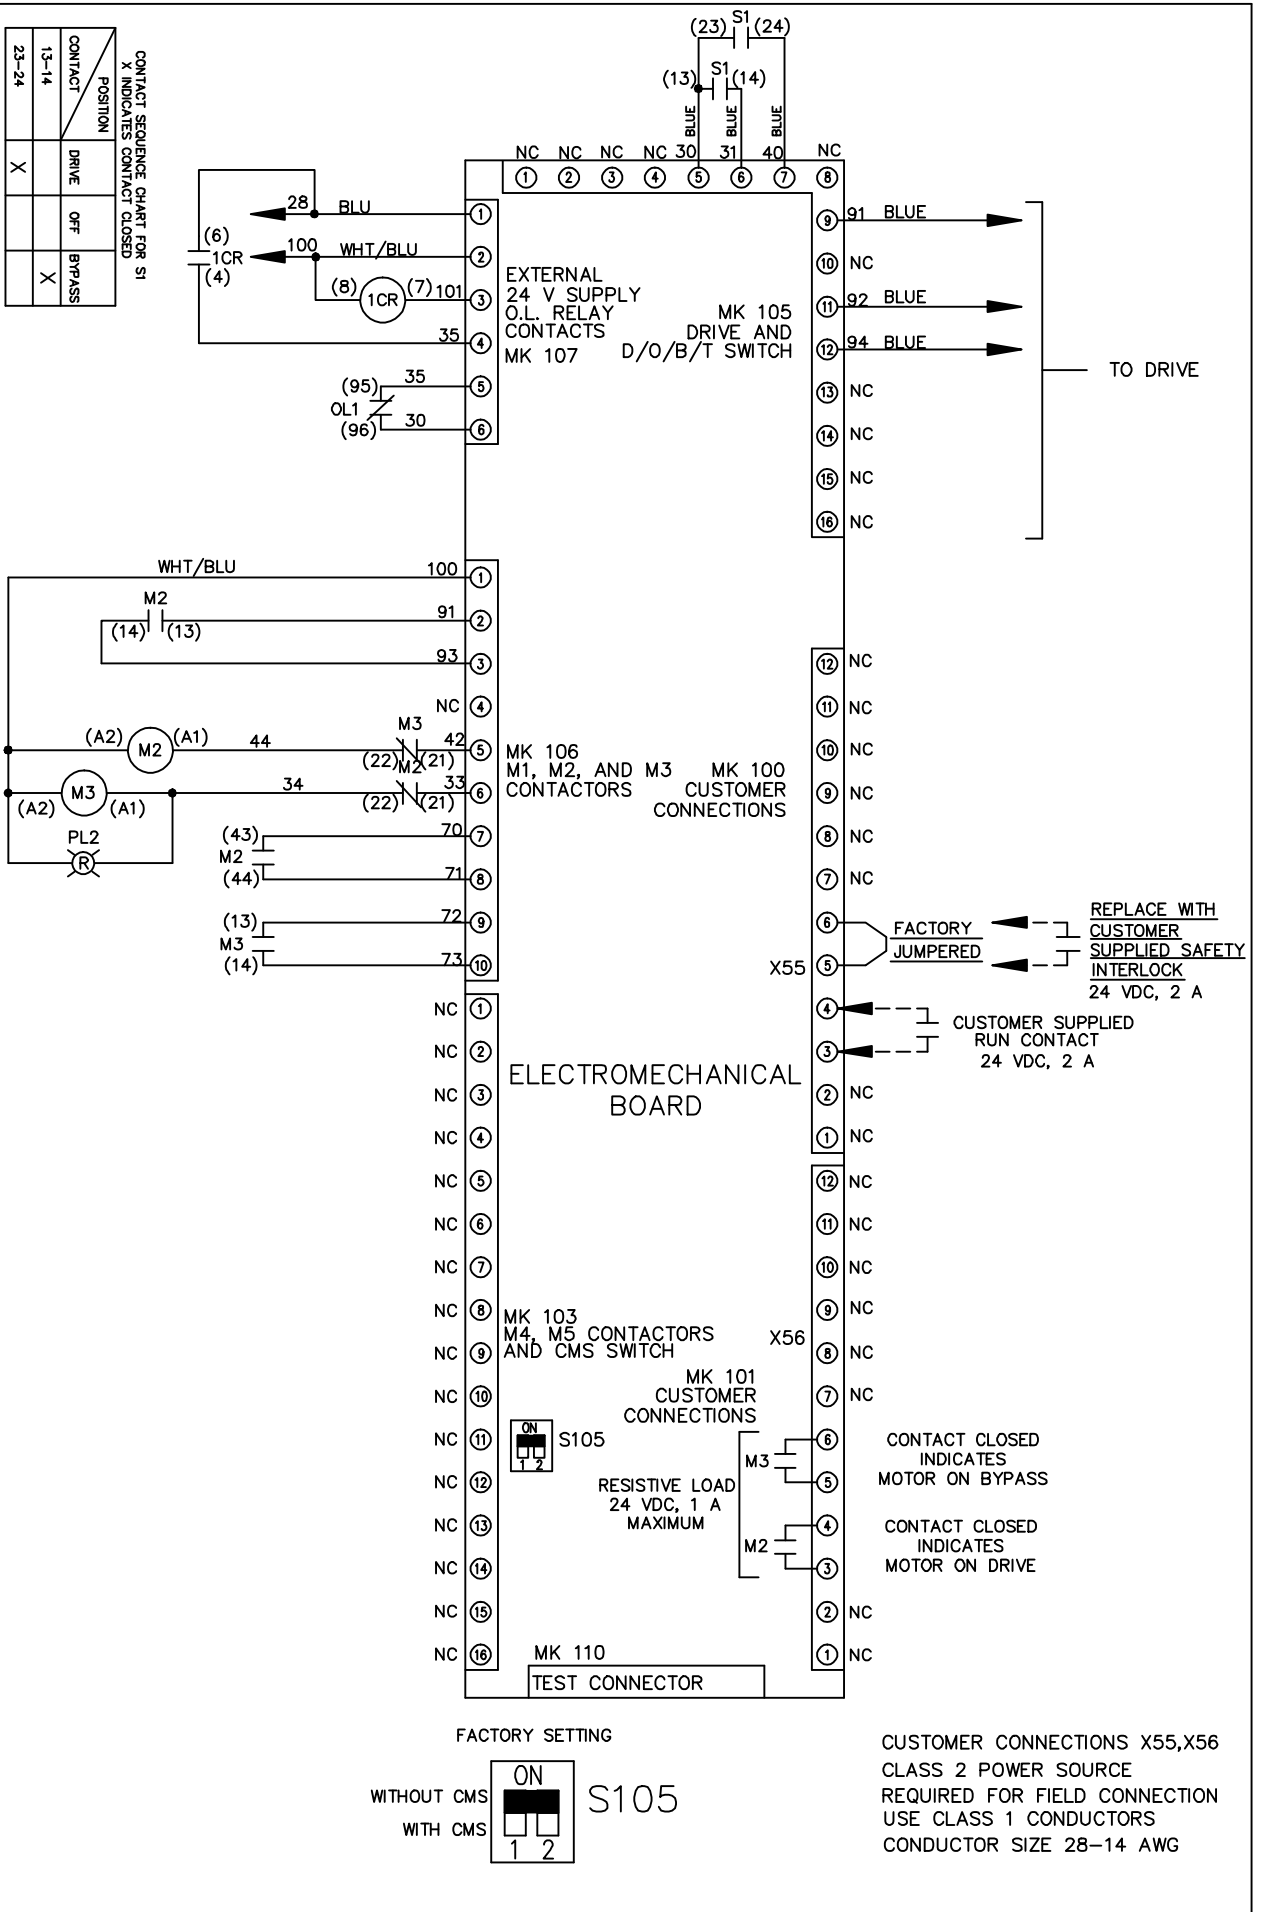 CONTACT SEQUENCE CHART FOR S1
X INDICATES CONTACT CLOSED
POSITION
CONTACT
DRIVE
OFF
BYPASS
13-14
X
23-24
X
(23) S1 (24)
(13) S1 (14)
BLUE
BLUE
BLUE
NC NC NC NC 30 31 40 NC
1 2 3 4 5 6 7 8
28 BLU 1
100 WHT/BLU 2
(6)
1CR
(4)
(8) 1CR (7) 101 3
35 4
(95) 35 5
OL1
(96) 30 6
EXTERNAL
24 V SUPPLY
O.L. RELAY
CONTACTS
MK 107
MK 105
DRIVE AND
D/O/B/T SWITCH
9 91 BLUE
10 NC
11 92 BLUE
12 94 BLUE
13 NC
14 NC
15 NC
16 NC
TO DRIVE
WHT/BLU 100 1
M2
91 2
(14) (13)
93 3
NC 4
M3
(A2) M2 (A1) 44 42 5
(22) (21)
M2
(A2) M3 (A1) 34 33 6
(22) (21)
PL2
R
(43) 70 7
M2
(44) 71 8
(13) 72 9
M3
(14) 73 10
MK 106
M1, M2, AND M3
CONTACTORS
MK 100
CUSTOMER
CONNECTIONS
12 NC
11 NC
10 NC
9 NC
8 NC
7 NC
6
X55 5
4
3
2 NC
1 NC
FACTORY
JUMPERED
REPLACE WITH
CUSTOMER
SUPPLIED SAFETY
INTERLOCK
24 VDC, 2 A
CUSTOMER SUPPLIED
RUN CONTACT
24 VDC, 2 A
ELECTROMECHANICAL
BOARD
NC 1
NC 2
NC 3
NC 4
NC 5
NC 6
NC 7
NC 8
NC 9
NC 10
NC 11
NC 12
NC 13
NC 14
NC 15
NC 16
MK 103
M4, M5 CONTACTORS
AND CMS SWITCH
ON
1 2
S105
X56
MK 101
CUSTOMER
CONNECTIONS
12 NC
11 NC
10 NC
9 NC
8 NC
7 NC
6
M3
5
4
M2
3
2 NC
1 NC
RESISTIVE LOAD
24 VDC, 1 A
MAXIMUM
CONTACT CLOSED
INDICATES
MOTOR ON BYPASS
CONTACT CLOSED
INDICATES
MOTOR ON DRIVE
MK 110
TEST CONNECTOR
FACTORY SETTING
WITHOUT CMS
WITH CMS
ON
1 2
S105
CUSTOMER CONNECTIONS X55,X56
CLASS 2 POWER SOURCE
REQUIRED FOR FIELD CONNECTION
USE CLASS 1 CONDUCTORS
CONDUCTOR SIZE 28-14 AWG